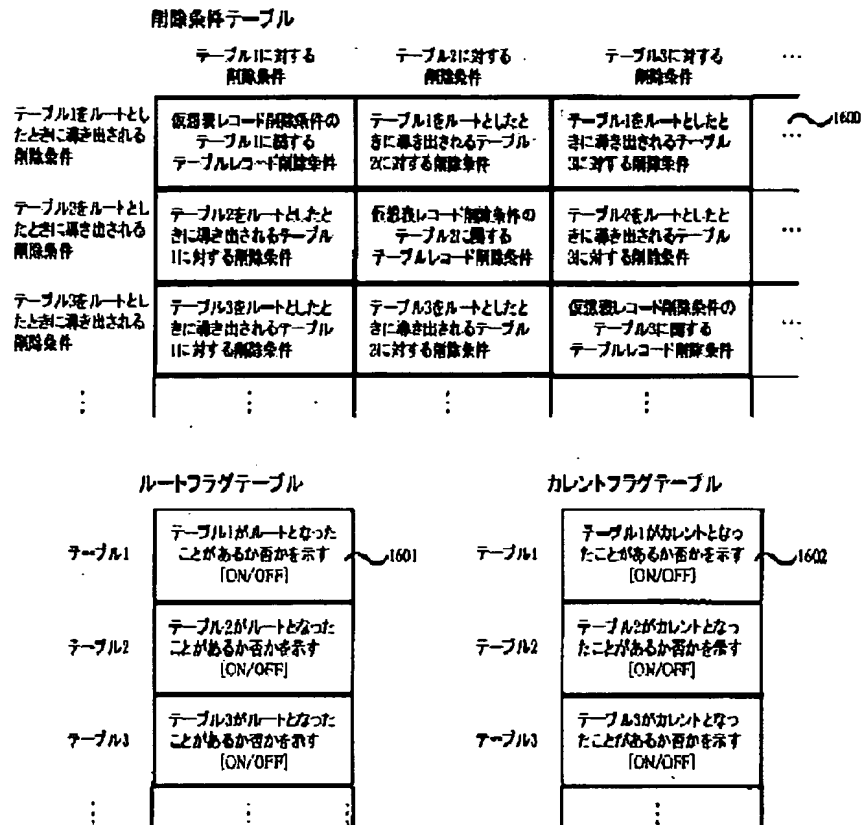 削除条件テーブル
テーブル1に対する
削除条件
テーブル2に対する
削除条件
テーブル3に対する
削除条件
…
テーブル1をルートとし
たときに導き出される
削除条件
仮想表レコード削除条件の
テーブル1に関する
テーブルレコード削除条件
テーブル1をルートとしたと
きに導き出されるテーブル
2に対する削除条件
テーブル1をルートとしたと
きに導き出されるテーブル
3に対する削除条件
…
1600
テーブル2をルートとし
たときに導き出される
削除条件
テーブル2をルートとしたと
きに導き出されるテーブル
1に対する削除条件
仮想表レコード削除条件の
テーブル2に関する
テーブルレコード削除条件
テーブル2をルートとしたと
きに導き出されるテーブル
3に対する削除条件
…
テーブル3をルートとし
たときに導き出される
削除条件
テーブル3をルートとしたと
きに導き出されるテーブル
1に対する削除条件
テーブル3をルートとしたと
きに導き出されるテーブル
2に対する削除条件
仮想表レコード削除条件の
テーブル3に関する
テーブルレコード削除条件
…
ルートフラグテーブル
テーブル1
テーブル1がルートとなった
ことがあるか否かを示す
[ON/OFF]
1601
テーブル2
テーブル2がルートとなった
ことがあるか否かを示す
[ON/OFF]
テーブル3
テーブル3がルートとなった
ことがあるか否かを示す
[ON/OFF]
カレントフラグテーブル
テーブル1
テーブル1がカレントとなっ
たことがあるか否かを示す
[ON/OFF]
1602
テーブル2
テーブル2がカレントとなっ
たことがあるか否かを示す
[ON/OFF]
テーブル3
テーブル3がカレントとなっ
たことがあるか否かを示す
[ON/OFF]